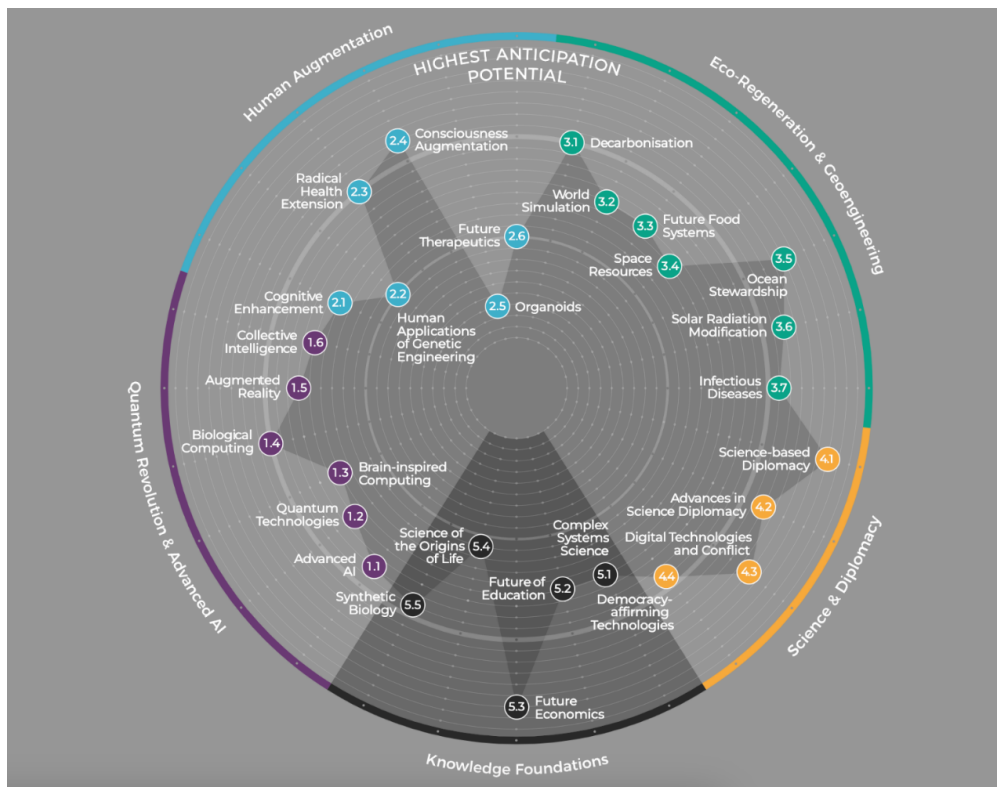 Human Augmentation
HIGHEST ANTICIPATION
POTENTIAL
Eco-Regeneration & Geoengineering
2.4
Consciousness
Augmentation
3.1
Decarbonisation
Radical
Health
Extension
2.3
World
Simulation
3.2
3.3
Future Food
Systems
Future
Therapeutics
2.6
Space
Resources
3.4
3.5
Ocean
Stewardship
Cognitive
Enhancement
2.1
2.2
Human
Applications
of Genetic
Engineering
2.5
Organoids
Solar Radiation
Modification
3.6
Collective
Intelligence
1.6
Augmented
Reality
1.5
Infectious
Diseases
3.7
Biological
Computing
1.4
Science-based
Diplomacy
4.1
1.3
Brain-inspired
Computing
Advances in
Science Diplomacy
4.2
Quantum
Technologies
1.2
Science of
the Origins
of Life
5.4
Complex
Systems
Science
5.1
Digital Technologies
and Conflict
4.3
Advanced
AI
1.1
Future of
Education
5.2
4.4
Democracy-
affirming
Technologies
Synthetic
Biology
5.5
5.3
Future
Economics
Quantum Revolution & Advanced AI
Science & Diplomacy
Knowledge Foundations